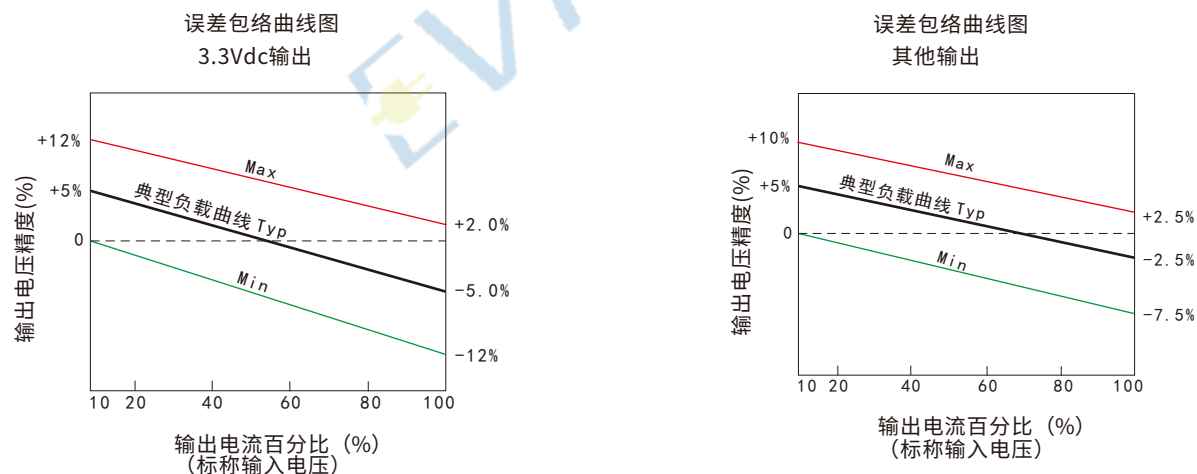 误差包络曲线图
3.3Vdc输出
+12%
+5%
0
输出电压精度(%)
Max
典型负载曲线 Typ
Min
+2.0%
-5.0%
-12%
10 20 40 60 80 100
输出电流百分比（%）
（标称输入电压）
误差包络曲线图
其他输出
+10%
+5%
0
输出电压精度(%)
Max
典型负载曲线 Typ
Min
+2.5%
-2.5%
-7.5%
10 20 40 60 80 100
输出电流百分比（%）
（标称输入电压）